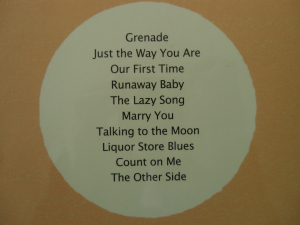 Grenade
Just the Way You Are
Our First Time
Runaway Baby
The Lazy Song
Marry You
Talking to the Moon
Liquor Store Blues
Count on Me
The Other Side